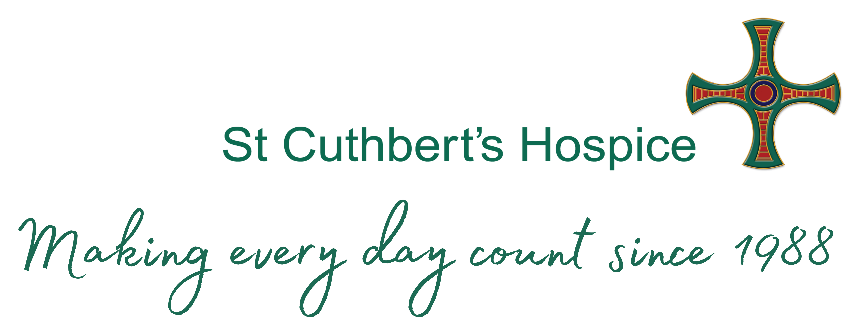 St Cuthbert’s Hospice
Making every day count since 1988